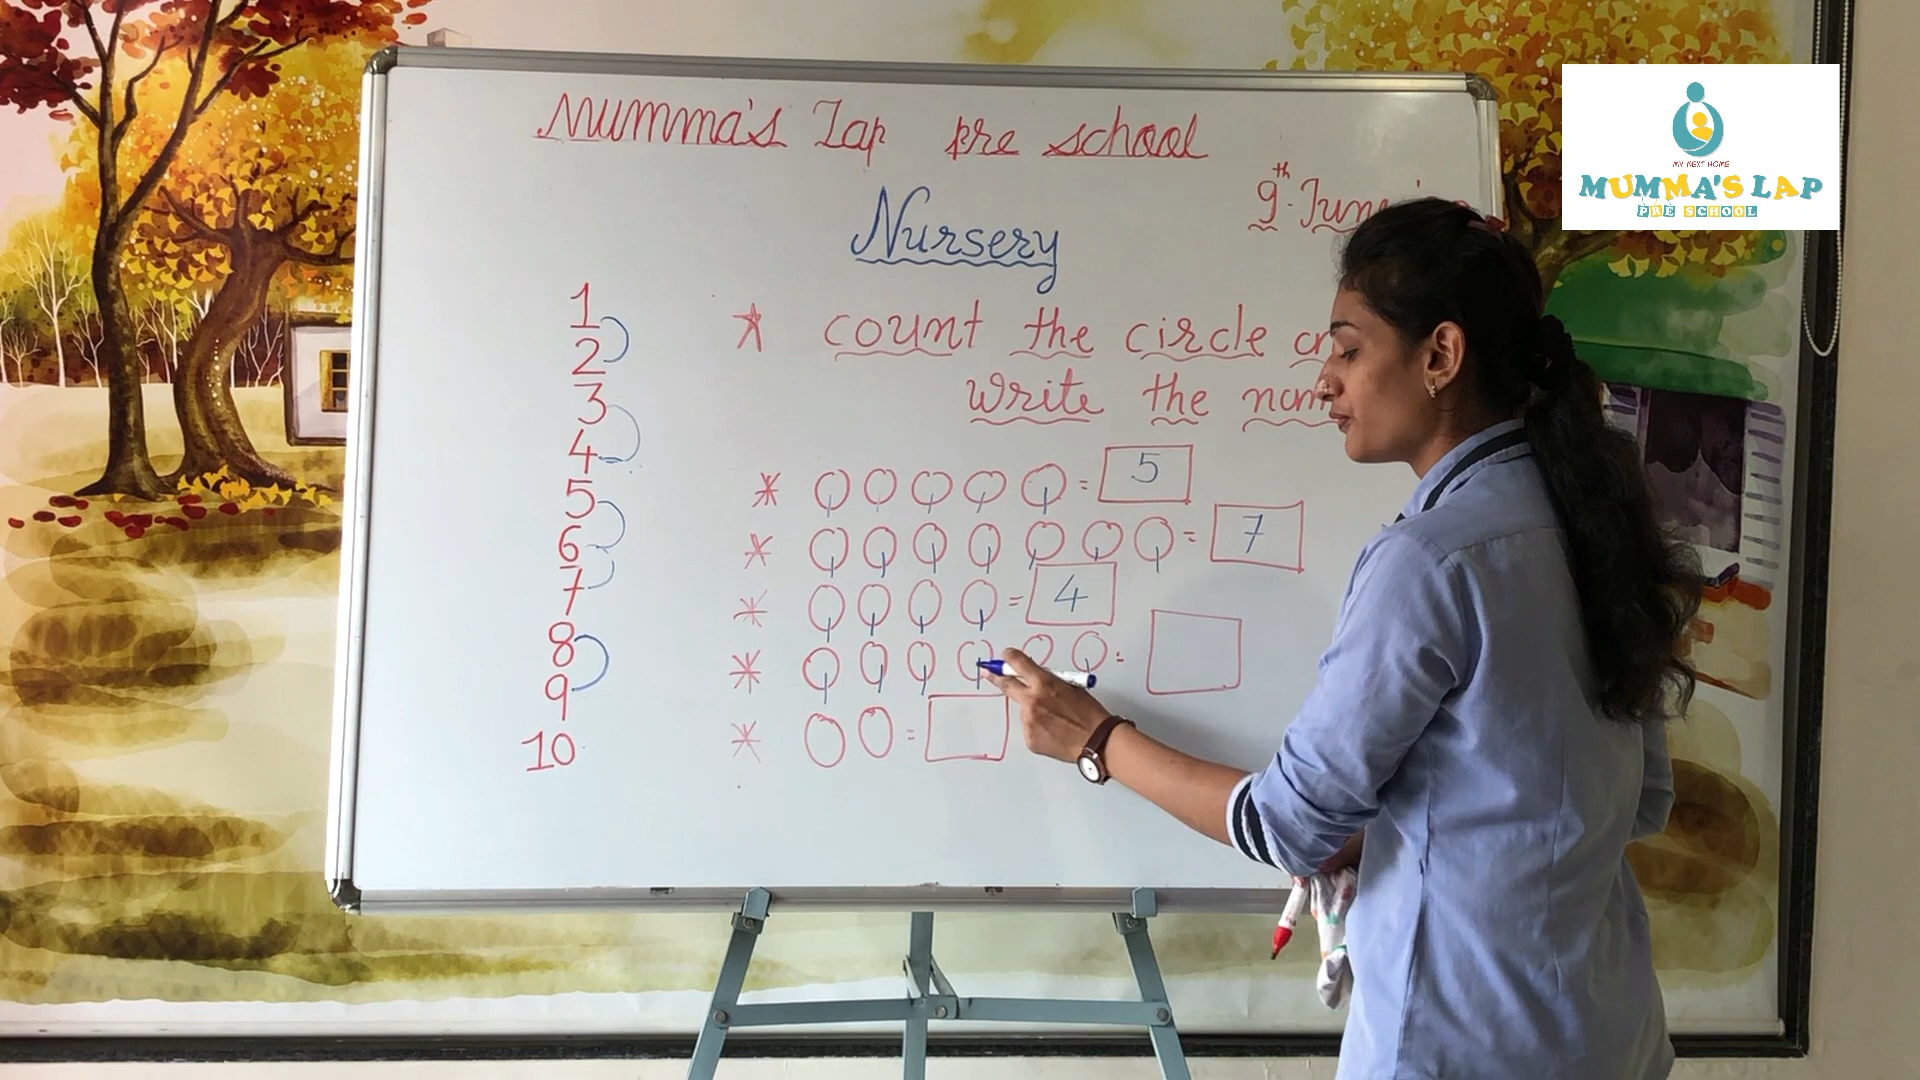 Mumma's Lap pre school
9th June
Nursery
1
2
3
4
5
6
7
8
9
10
* count the circle
write the
* = 5
* = 7
* = 4
* =
* =
MY NEXT HOME
MUMMA'S LAP
PRE SCHOOL